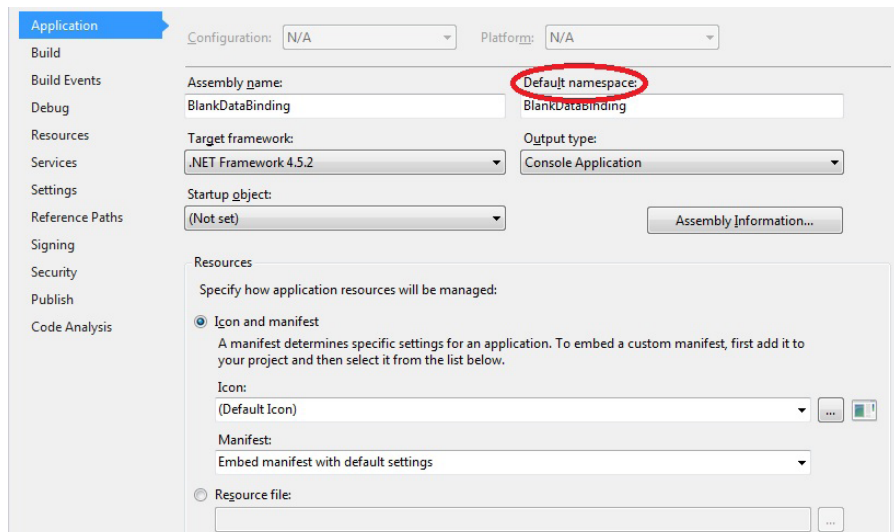 Application
Build
Build Events
Debug
Resources
Services
Settings
Reference Paths
Signing
Security
Publish
Code Analysis
Configuration: N/A Platform: N/A
Assembly name: Default namespace:
BlankDataBinding BlankDataBinding
Target framework: Output type:
.NET Framework 4.5.2 Console Application
Startup object:
(Not set) Assembly Information...
Resources
Specify how application resources will be managed:
Icon and manifest
A manifest determines specific settings for an application. To embed a custom manifest, first add it to
your project and then select it from the list below.
Icon:
(Default Icon) ...
Manifest:
Embed manifest with default settings
Resource file:
...